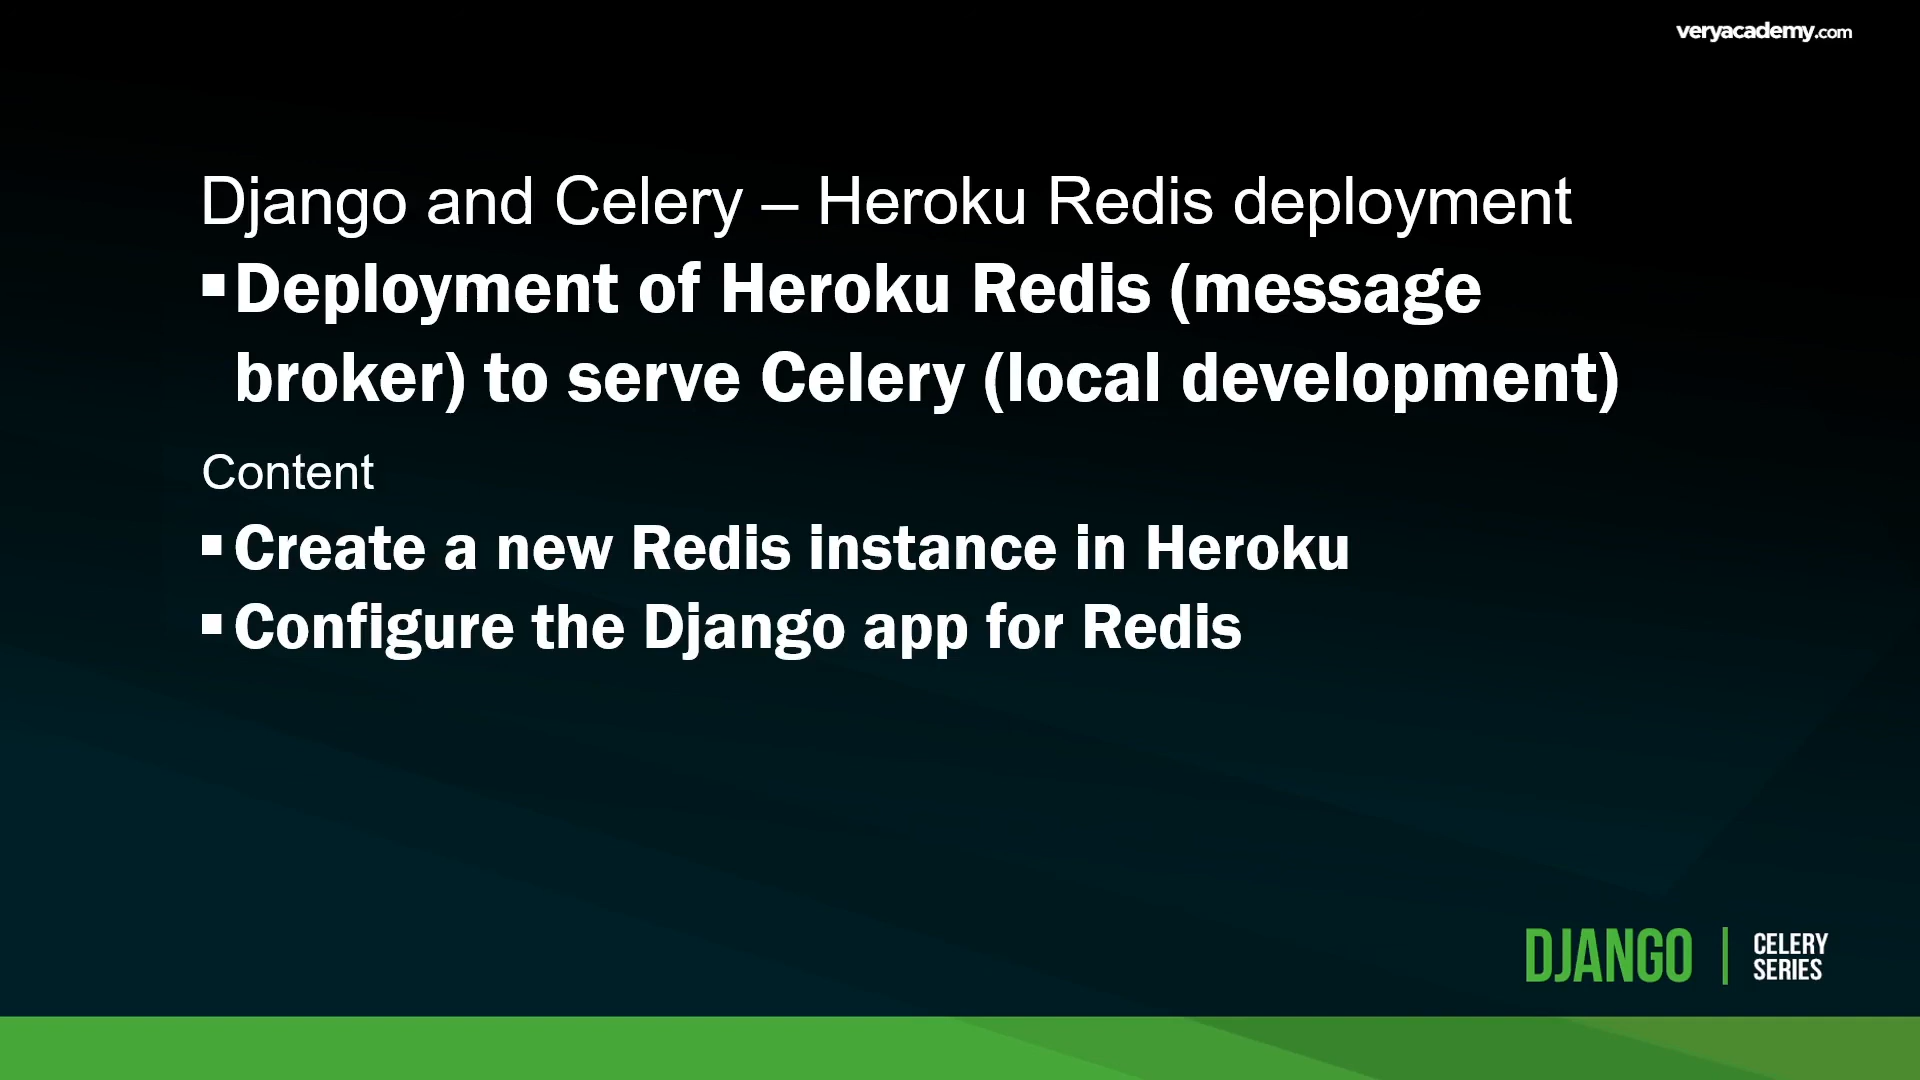 veryacademy.com
Django and Celery – Heroku Redis deployment
▪Deployment of Heroku Redis (message
broker) to serve Celery (local development)
Content
▪Create a new Redis instance in Heroku
▪Configure the Django app for Redis
DJANGO | CELERY
SERIES